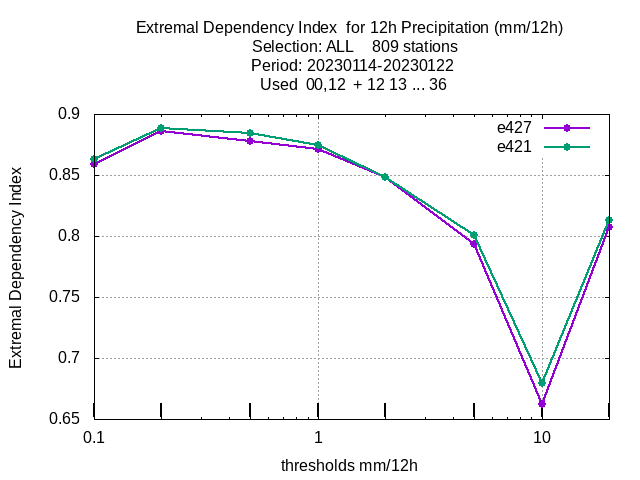 Extremal Dependency Index  for 12h Precipitation (mm/12h)
Selection: ALL    809 stations
Period: 20230114-20230122
Used  00,12  + 12 13 ... 36
e427
e421
Extremal Dependency Index
0.9
0.85
0.8
0.75
0.7
0.65
0.1
1
10
thresholds mm/12h